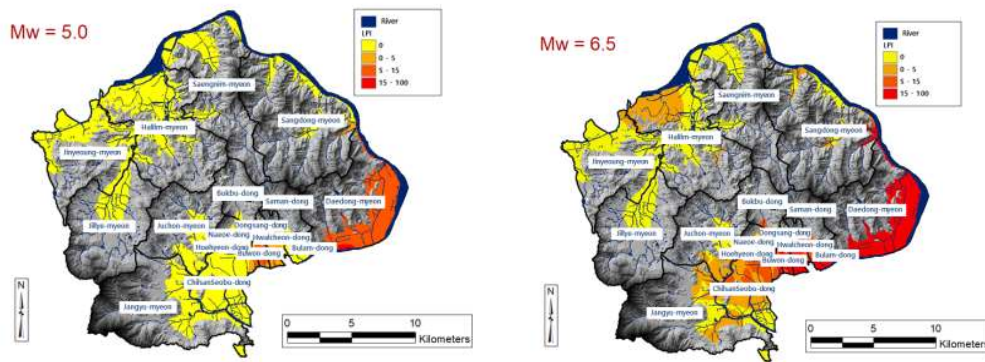 Mw = 5.0
River
LPI
0
0 - 5
5 - 15
15 - 100
Saengnim-myeon
Sangdong-myeon
Hallim-myeon
Jinyeoung-myeon
Bukbu-dong
Saman-dong
Daedong-myeon
Jillye-myeon
Juchon-myeon
Dongsang-dong
Naeoe-dong
Hwalcheon-dong
Hoehyeon-dong
Buwon-dong
Bulam-dong
ChilsanSeobu-dong
Jangyu-myeon
N
0 5 10
Kilometers
Mw = 6.5
River
LPI
0
0 - 5
5 - 15
15 - 100
Saengnim-myeon
Sangdong-myeon
Hallim-myeon
Jinyeoung-myeon
Bukbu-dong
Saman-dong
Daedong-myeon
Jillye-myeon
Juchon-myeon
Dongsang-dong
Naeoe-dong
Hwalcheon-dong
Hoehyeon-dong
Buwon-dong
Bulam-dong
ChilsanSeobu-dong
Jangyu-myeon
N
0 5 10
Kilometers